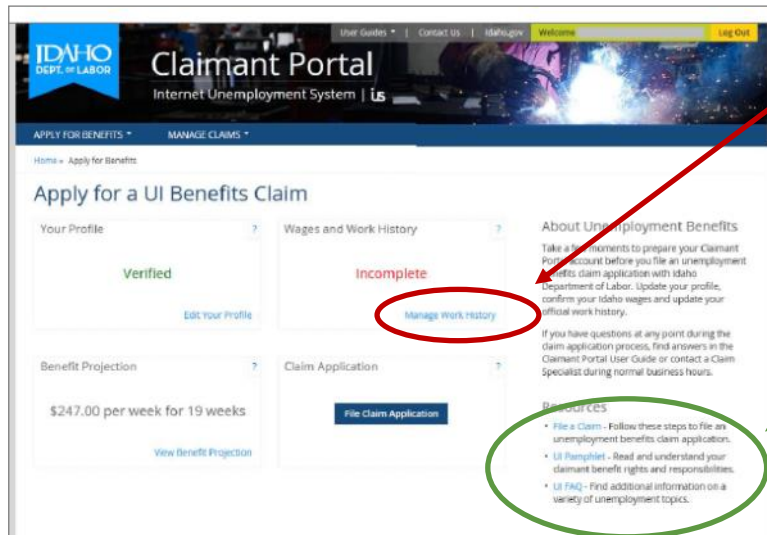 User Guides | Contact Us | Idaho.gov Welcome Log Out
IDAHO
DEPT. OF LABOR
Claimant Portal
Internet Unemployment System | ius
APPLY FOR BENEFITS MANAGE CLAIMS
Home » Apply for Benefits
Apply for a UI Benefits Claim
Your Profile ?
Verified
Edit Your Profile
Wages and Work History ?
Incomplete
Manage Work History
Benefit Projection ?
$247.00 per week for 19 weeks
View Benefit Projection
Claim Application ?
File Claim Application
About Unemployment Benefits
Take a few moments to prepare your Claimant
Portal account before you file an unemployment
benefits claim application with Idaho
Department of Labor. Update your profile,
confirm your Idaho wages and update your
official work history.
If you have questions at any point during the
claim application process, find answers in the
Claimant Portal User Guide or contact a Claim
Specialist during normal business hours.
Resources
• File a Claim - Follow these steps to file an
unemployment benefits claim application.
• UI Pamphlet - Read and understand your
claimant benefit rights and responsibilities.
• UI FAQ - Find additional information on a
variety of unemployment topics.